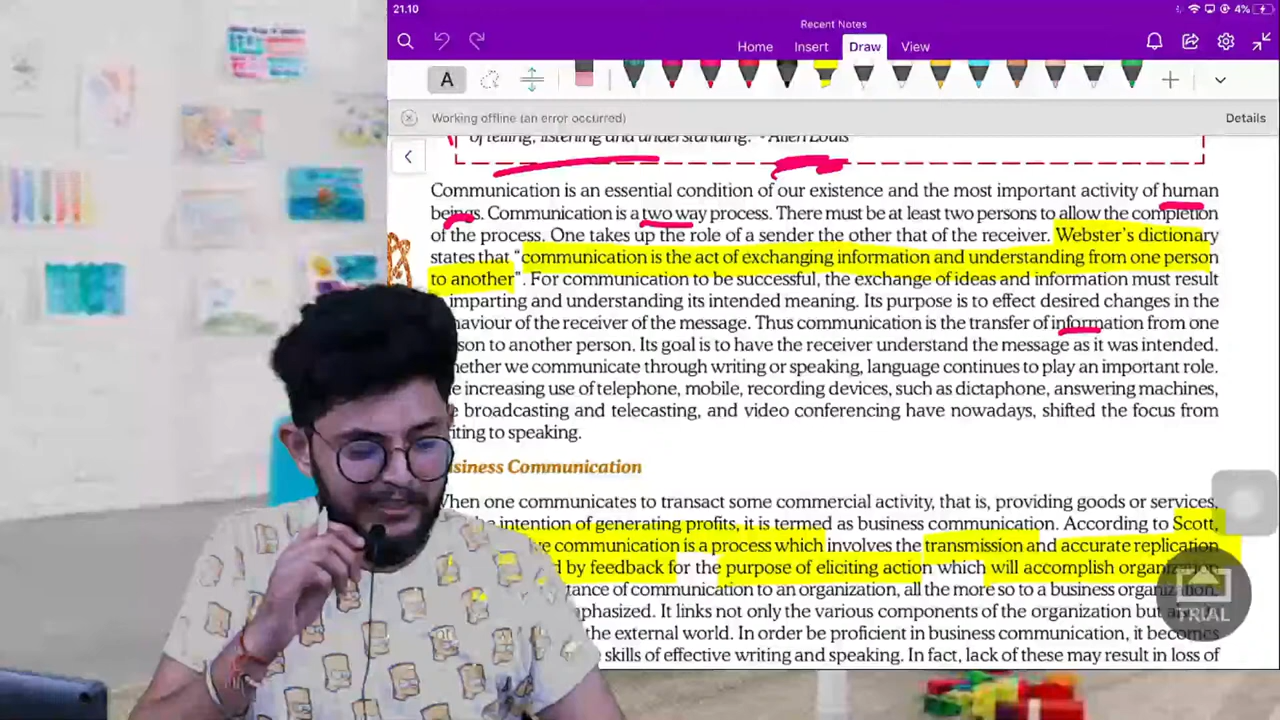 21.10
4%
Recent Notes
Home Insert Draw View
A
Working offline (an error occurred) Details
of telling, listening and understanding." - Allen Louis
Communication is an essential condition of our existence and the most important activity of human
beings. Communication is a two way process. There must be at least two persons to allow the completion
of the process. One takes up the role of a sender the other that of the receiver. Webster's dictionary
states that "communication is the act of exchanging information and understanding from one person
to another". For communication to be successful, the exchange of ideas and information must result
imparting and understanding its intended meaning. Its purpose is to effect desired changes in the
haviour of the receiver of the message. Thus communication is the transfer of information from one
son to another person. Its goal is to have the receiver understand the message as it was intended.
hether we communicate through writing or speaking, language continues to play an important role.
e increasing use of telephone, mobile, recording devices, such as dictaphone, answering machines,
e broadcasting and telecasting, and video conferencing have nowadays, shifted the focus from
iting to speaking.
siness Communication
When one communicates to transact some commercial activity, that is, providing goods or services,
the intention of generating profits, it is termed as business communication. According to Scott,
ve communication is a process which involves the transmission and accurate replication
d by feedback for the purpose of eliciting action which will accomplish organization
tance of communication to an organization, all the more so to a business organization.
phasized. It links not only the various components of the organization but
the external world. In order be proficient in business communication, it becomes
skills of effective writing and speaking. In fact, lack of these may result in loss of
TRIAL